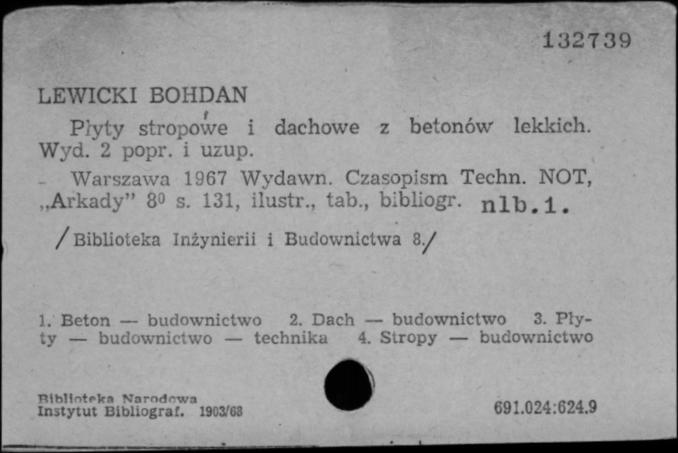 132739
LEWICKI BOHDAN
Płyty stropowe i dachowe z betonów lekkich.
Wyd. 2 popr. i uzup.
Warszawa 1967 Wydawn. Czasopism Techn. NOT,
„Arkady” 8º s. 131, ilustr., tab., bibliogr. nlb.1.
/Biblioteka Inżynierii i Budownictwa 8./
1. Beton — budownictwo 2. Dach — budownictwo 3. Pły-
ty — budownictwo — technika 4. Stropy — budownictwo
Biblioteka Narodowa
Instytut Bibliograf. 1903/68
691.024:624.9